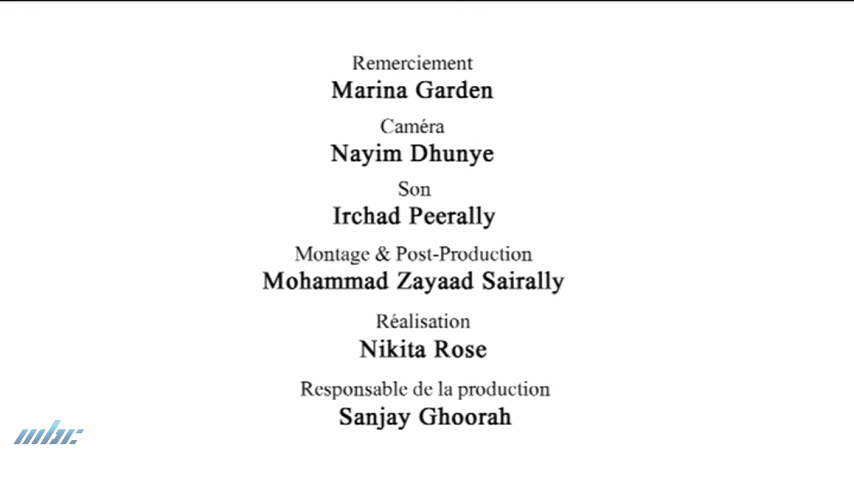 Remerciement
Marina Garden
Caméra
Nayim Dhunye
Son
Irchad Peerally
Montage & Post-Production
Mohammad Zayaad Sairally
Réalisation
Nikita Rose
Responsable de la production
Sanjay Ghoorah
mbc